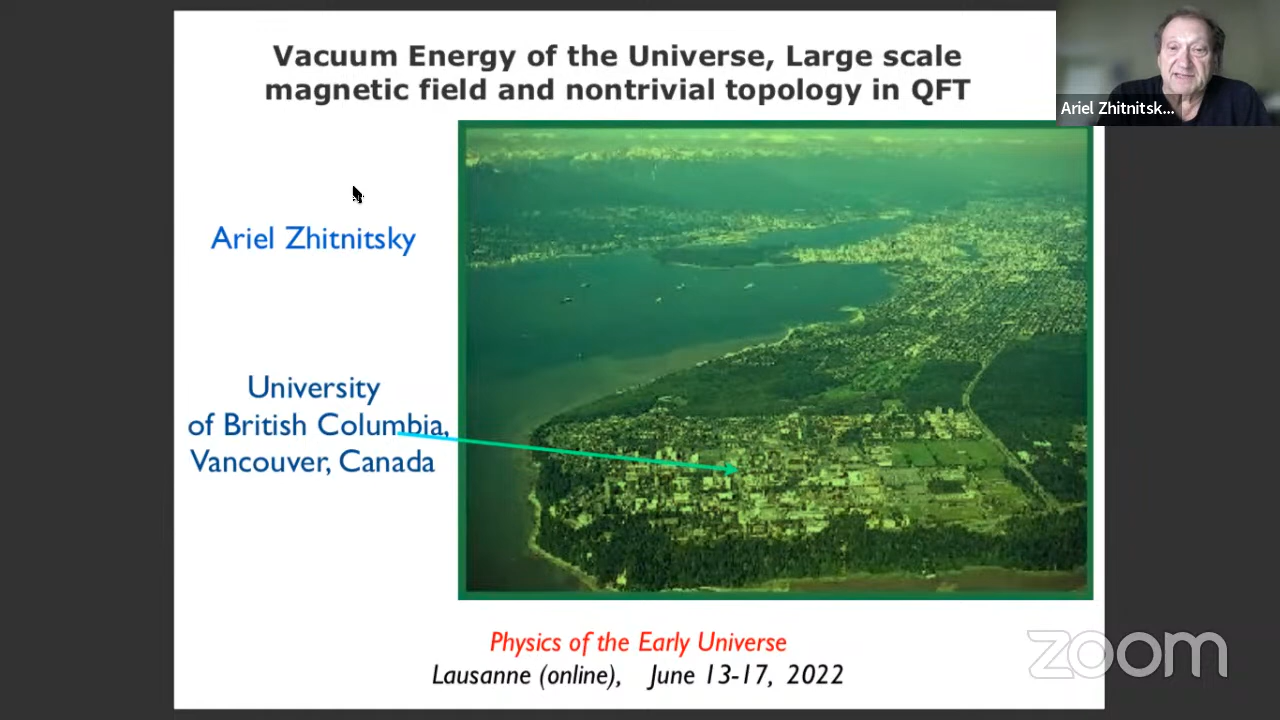 Vacuum Energy of the Universe, Large scale
magnetic field and nontrivial topology in QFT
Ariel Zhitnitsk...
Ariel Zhitnitsky
University
of British Columbia,
Vancouver, Canada
Physics of the Early Universe
Lausanne (online), June 13-17, 2022
zoom